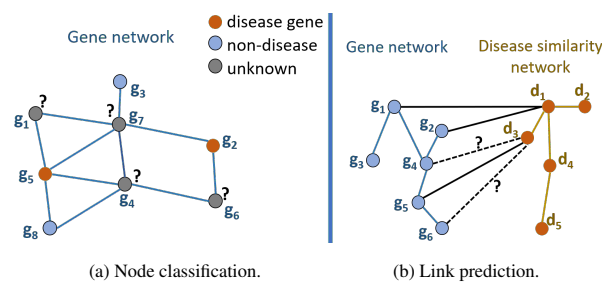 Gene network
disease gene
non-disease
unknown
g3
?
g1
?
g7
g2
g5
?
g4
?
g6
g8
(a) Node classification.
Gene network
Disease similarity
network
d1
d2
g1
g2
d3
?
g3
g4
d4
?
g5
g6
d5
(b) Link prediction.